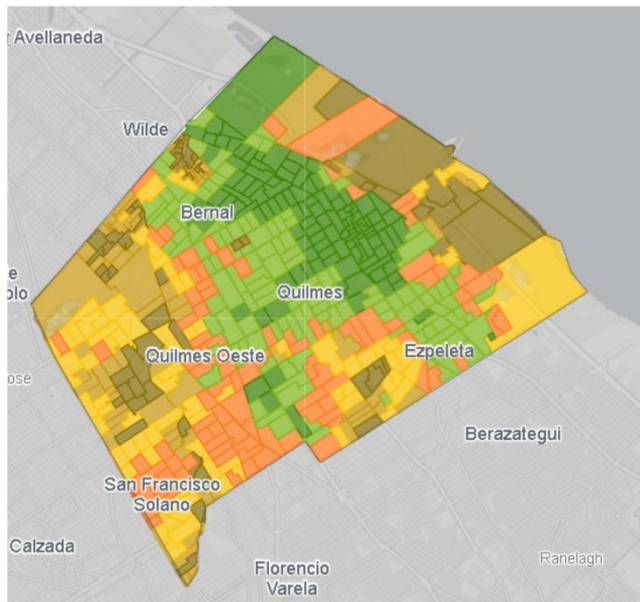 Avellaneda
Wilde
Bernal
Quilmes
Quilmes Oeste
Ezpeleta
Berazategui
San Francisco
Solano
Calzada
Florencio
Varela
Ranelagh